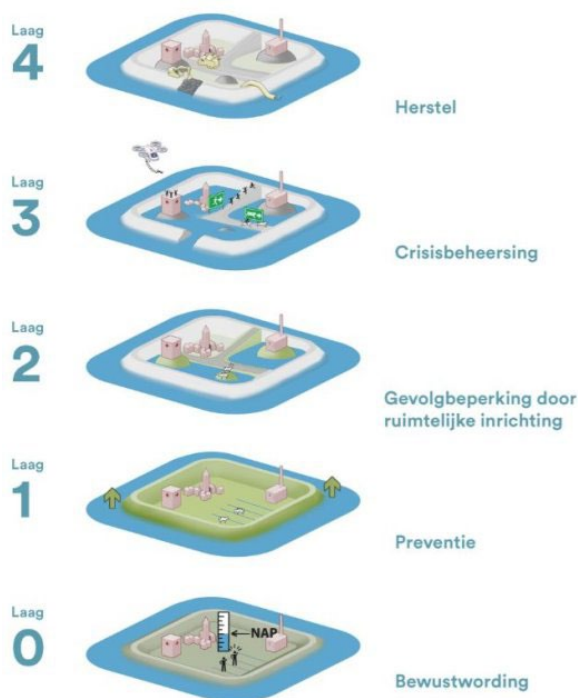 Laag
4
Herstel
Laag
3
Crisisbeheersing
Laag
2
Gevolgbeperking door
ruimtelijke inrichting
Laag
1
Preventie
Laag
0
NAP
Bewustwording